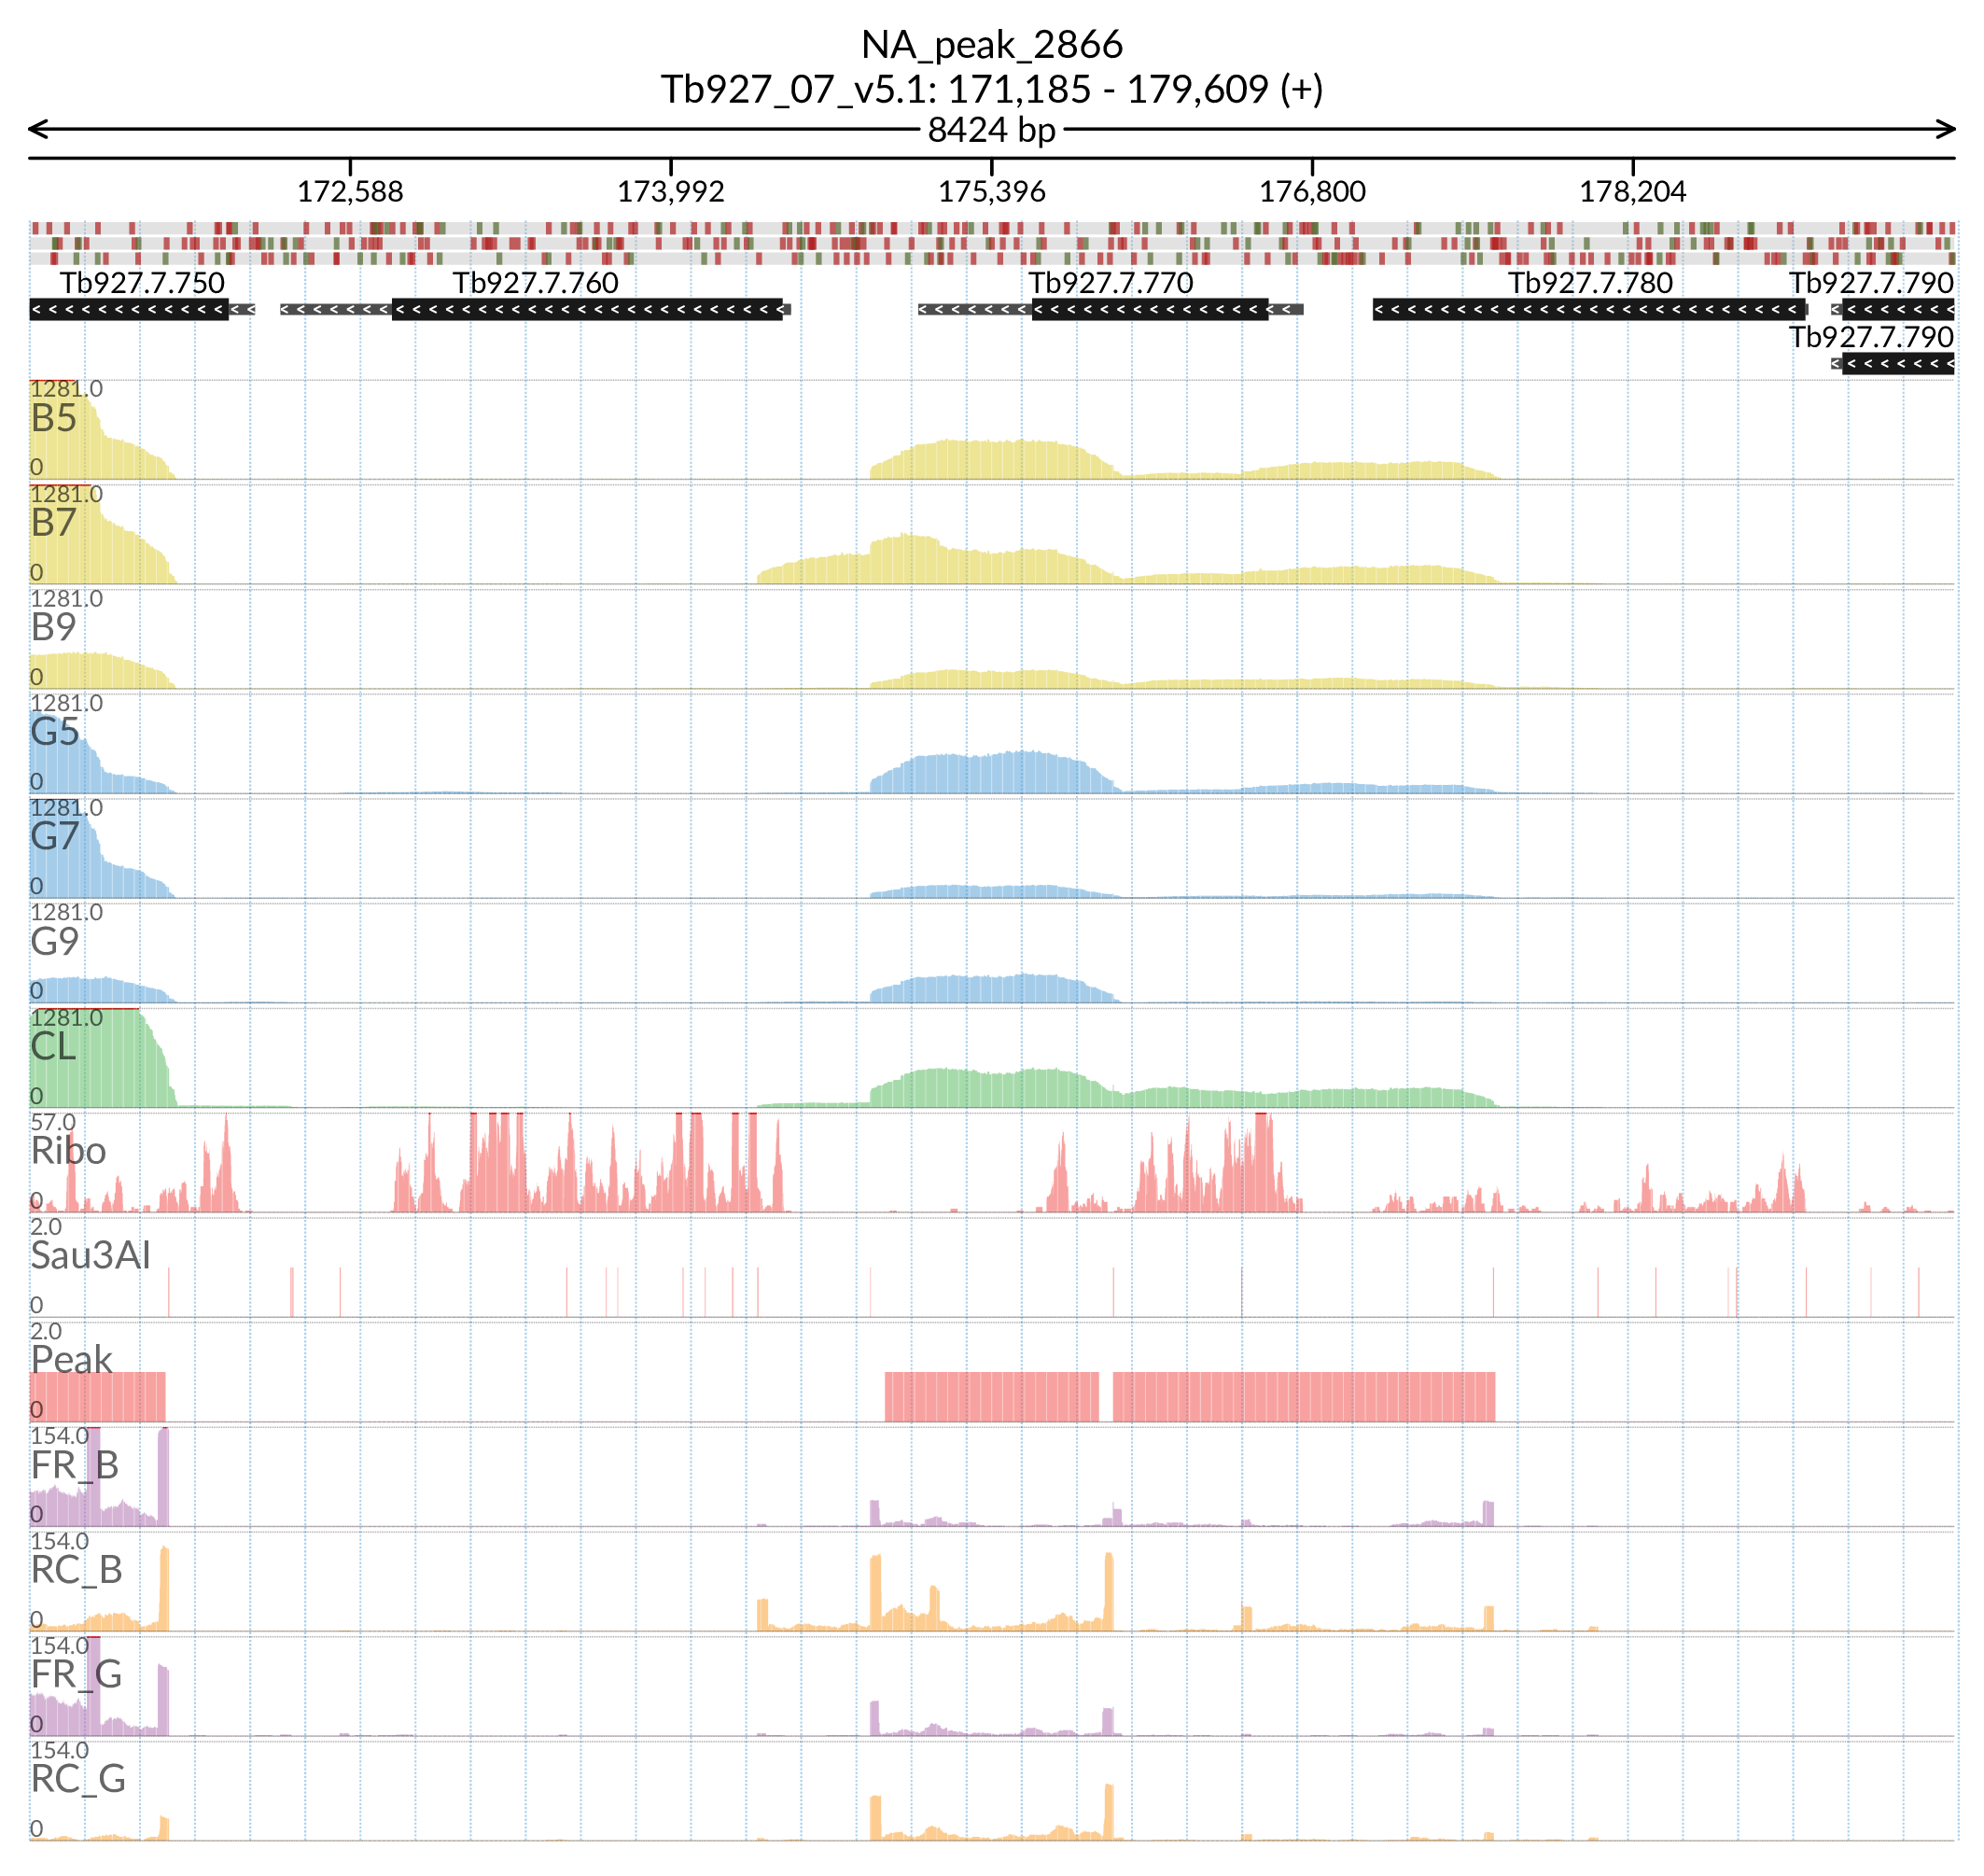 NA_peak_2866
Tb927_07_v5.1: 171,185 - 179,609 (+)
8424 bp
172,588 173,992 175,396 176,800 178,204
Tb927.7.750 Tb927.7.760 Tb927.7.770 Tb927.7.780 Tb927.7.790
Tb927.7.790
1281.0
B5
0
1281.0
B7
0
1281.0
B9
0
1281.0
G5
0
1281.0
G7
0
1281.0
G9
0
1281.0
CL
0
57.0
Ribo
0
2.0
Sau3AI
0
2.0
Peak
0
154.0
FR_B
0
154.0
RC_B
0
154.0
FR_G
0
154.0
RC_G
0